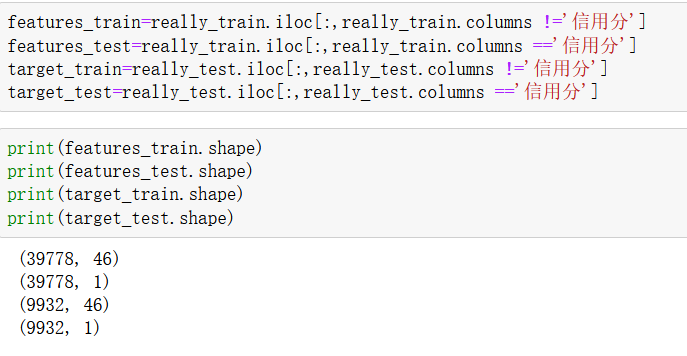 features_train=really_train.iloc[:,really_train.columns !='信用分']
features_test=really_train.iloc[:,really_train.columns =='信用分']
target_train=really_test.iloc[:,really_test.columns !='信用分']
target_test=really_test.iloc[:,really_test.columns =='信用分']
print(features_train.shape)
print(features_test.shape)
print(target_train.shape)
print(target_test.shape)
(39778, 46)
(39778, 1)
(9932, 46)
(9932, 1)